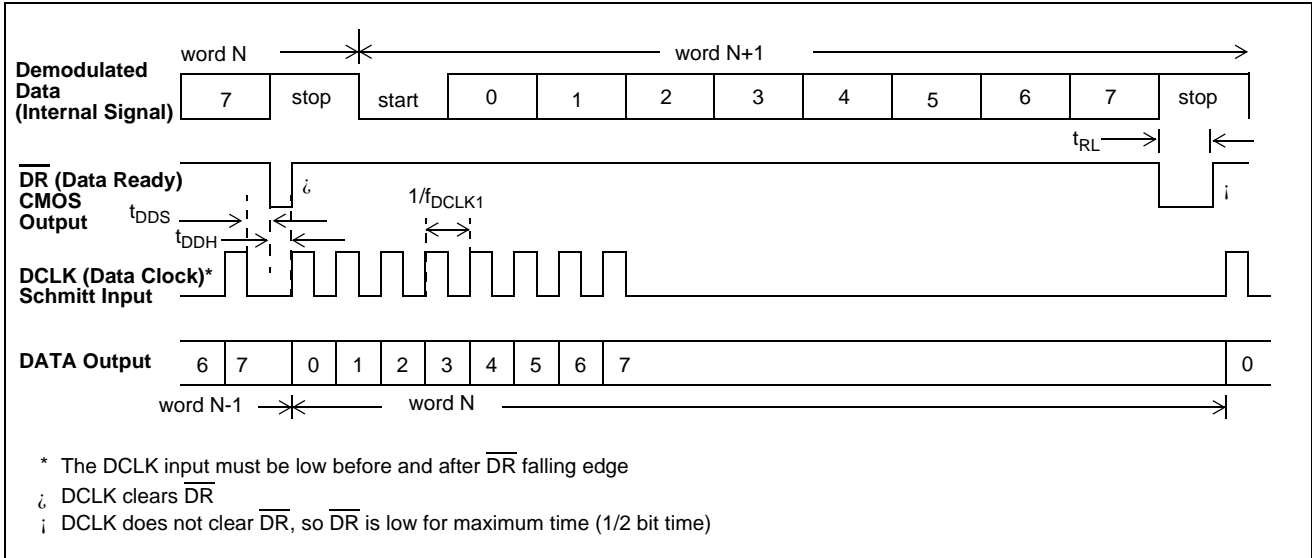 word N
word N+1
Demodulated
Data
(Internal Signal)
7 stop start 0 1 2 3 4 5 6 7 stop
tRL
DR (Data Ready)
CMOS
Output
¿
¡
1/fDCLK1
tDDS
tDDH
DCLK (Data Clock)*
Schmitt Input
DATA Output
6 7 0 1 2 3 4 5 6 7 0
word N-1
word N
* The DCLK input must be low before and after DR falling edge
¿ DCLK clears DR
¡ DCLK does not clear DR, so DR is low for maximum time (1/2 bit time)